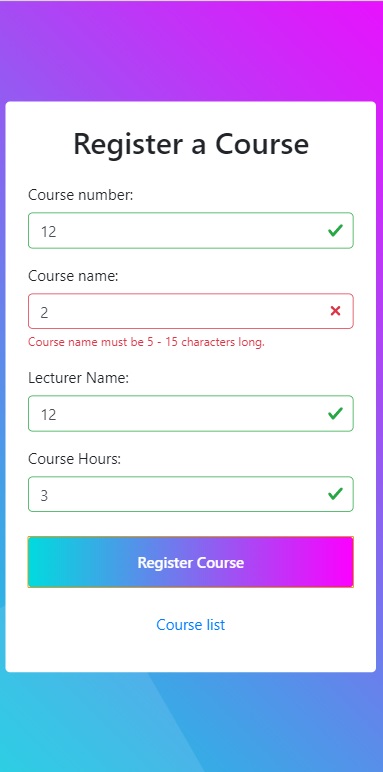 Register a Course
Course number:
12
Course name:
2
Course name must be 5 - 15 characters long.
Lecturer Name:
12
Course Hours:
3
Register Course
Course list